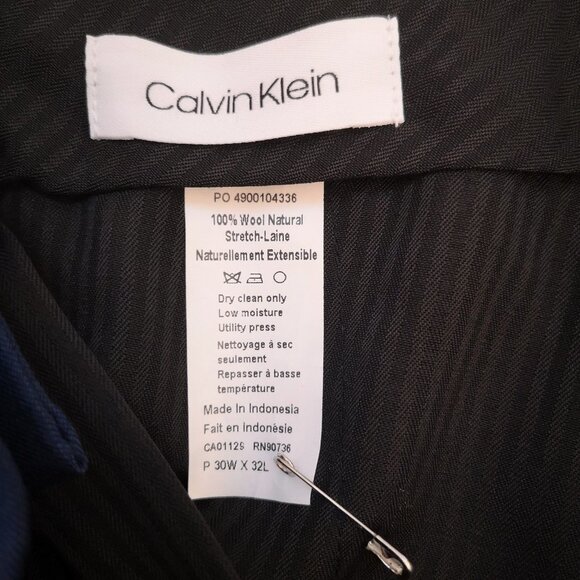 Calvin Klein
PO 4900104336
100% Wool Natural
Stretch-Laine
Naturellement Extensible
Dry clean only
Low moisture
Utility press
Nettoyage à sec
seulement
Repasser à basse
température
Made In Indonesia
Fait en Indonésie
CA01129 RN90736
P 30W X 32L